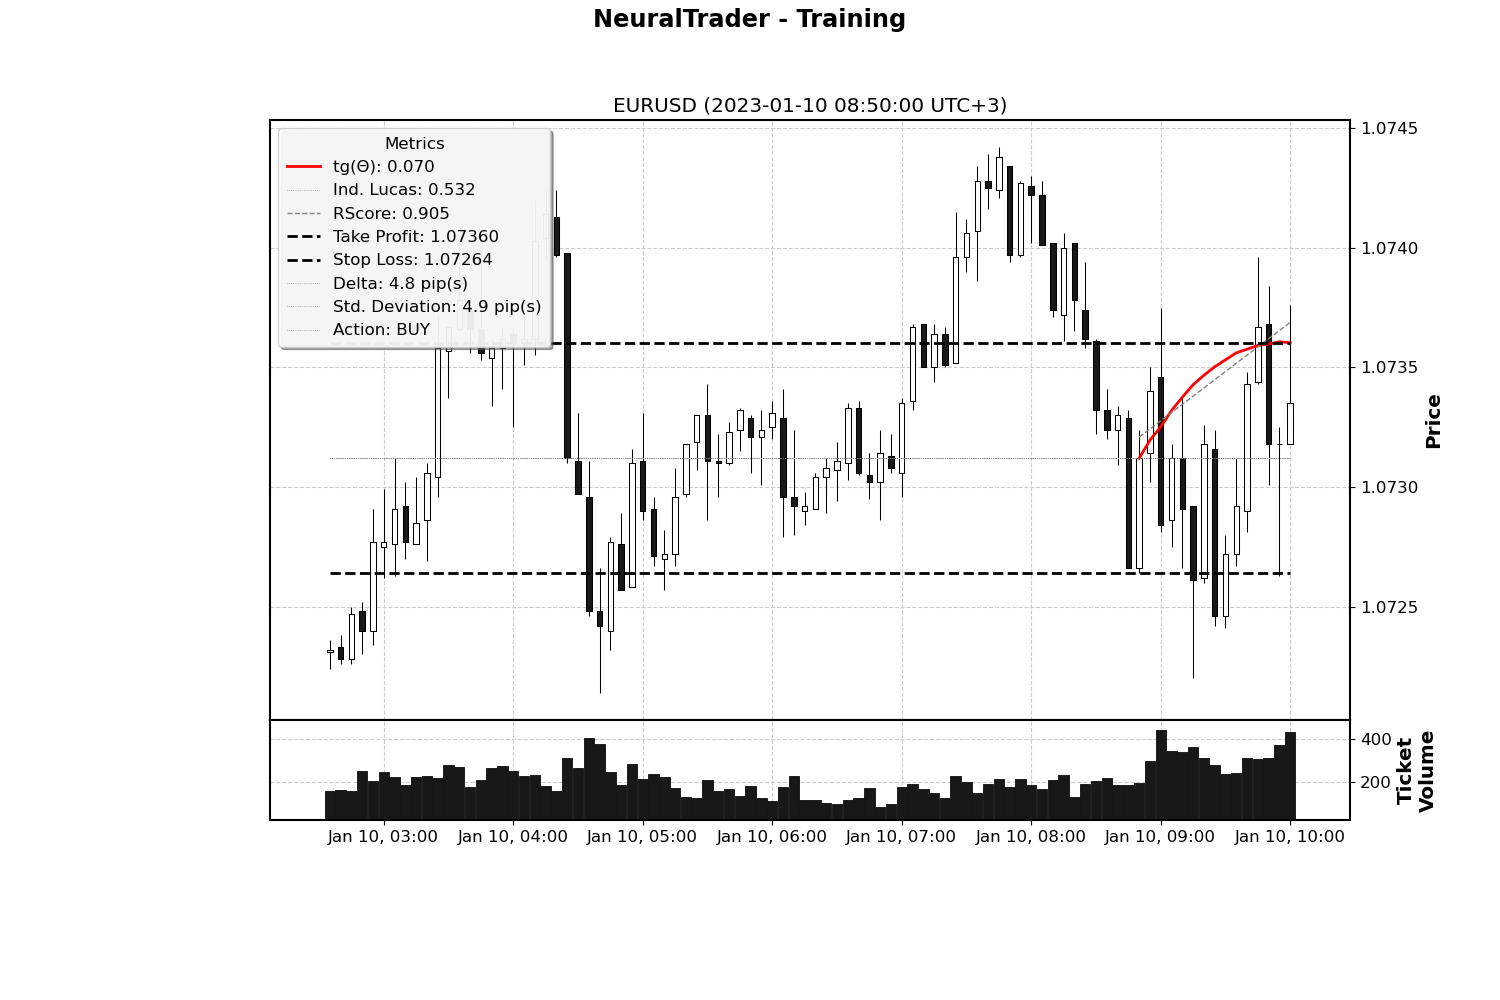 NeuralTrader - Training
EURUSD (2023-01-10 08:50:00 UTC+3)
Metrics
tg(Θ): 0.070
Ind. Lucas: 0.532
RScore: 0.905
Take Profit: 1.07360
Stop Loss: 1.07264
Delta: 4.8 pip(s)
Std. Deviation: 4.9 pip(s)
Action: BUY
1.0745
1.0740
1.0735
1.0730
1.0725
Price
400
200
Ticket
Volume
Jan 10, 03:00
Jan 10, 04:00
Jan 10, 05:00
Jan 10, 06:00
Jan 10, 07:00
Jan 10, 08:00
Jan 10, 09:00
Jan 10, 10:00